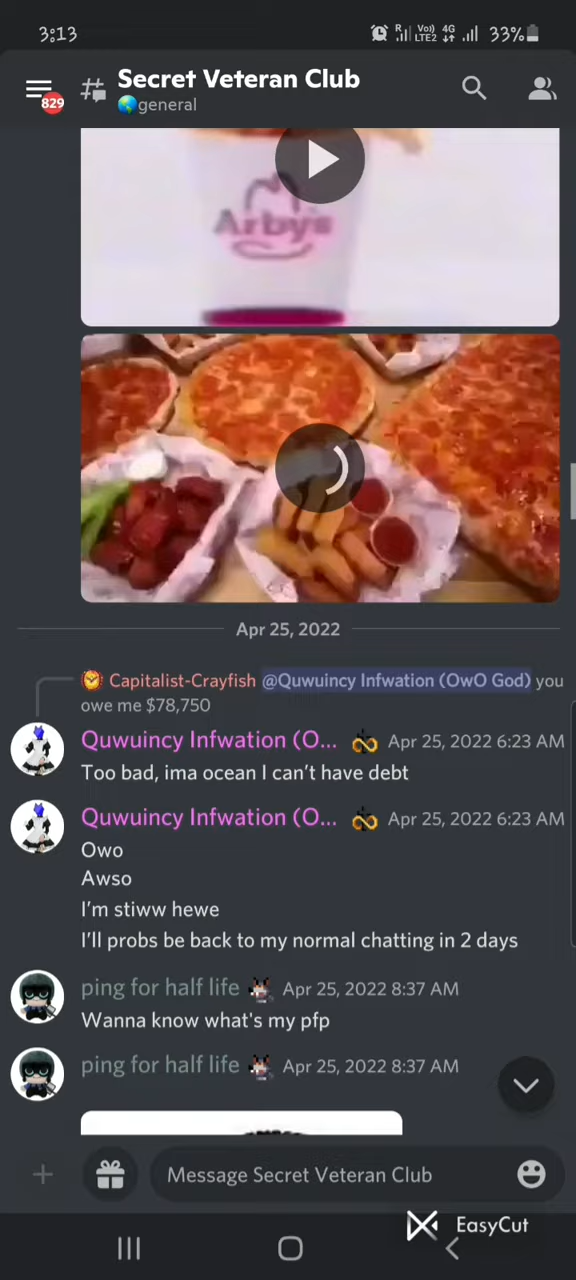 3:13
R Vo)) 4G
LTE2 33%
Secret Veteran Club
829
general
Arby's
Apr 25, 2022
Capitalist-Crayfish @Quwuincy Infwation (OwO God) you
owe me $78,750
Quwuincy Infwation (O... Apr 25, 2022 6:23 AM
Too bad, ima ocean I can't have debt
Quwuincy Infwation (O... Apr 25, 2022 6:23 AM
Owo
Awso
I'm stiww hewe
I'll probs be back to my normal chatting in 2 days
ping for half life Apr 25, 2022 8:37 AM
Wanna know what's my pfp
ping for half life Apr 25, 2022 8:37 AM
Message Secret Veteran Club
EasyCut